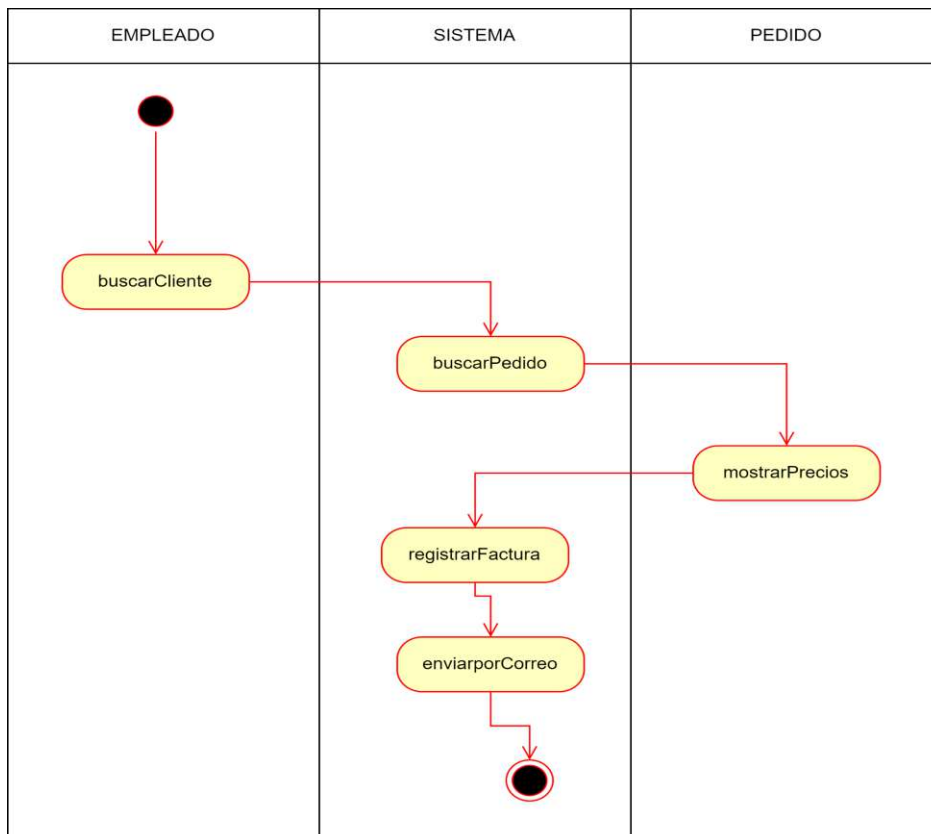 EMPLEADO
SISTEMA
PEDIDO
buscarCliente
buscarPedido
mostrarPrecios
registrarFactura
enviarporCorreo